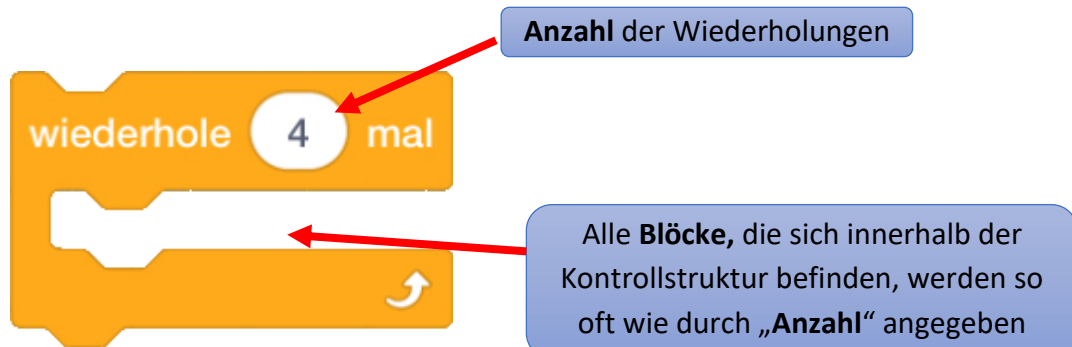 Anzahl der Wiederholungen
wiederhole 4 mal
Alle Blöcke, die sich innerhalb der
Kontrollstruktur befinden, werden so
oft wie durch „Anzahl“ angegeben